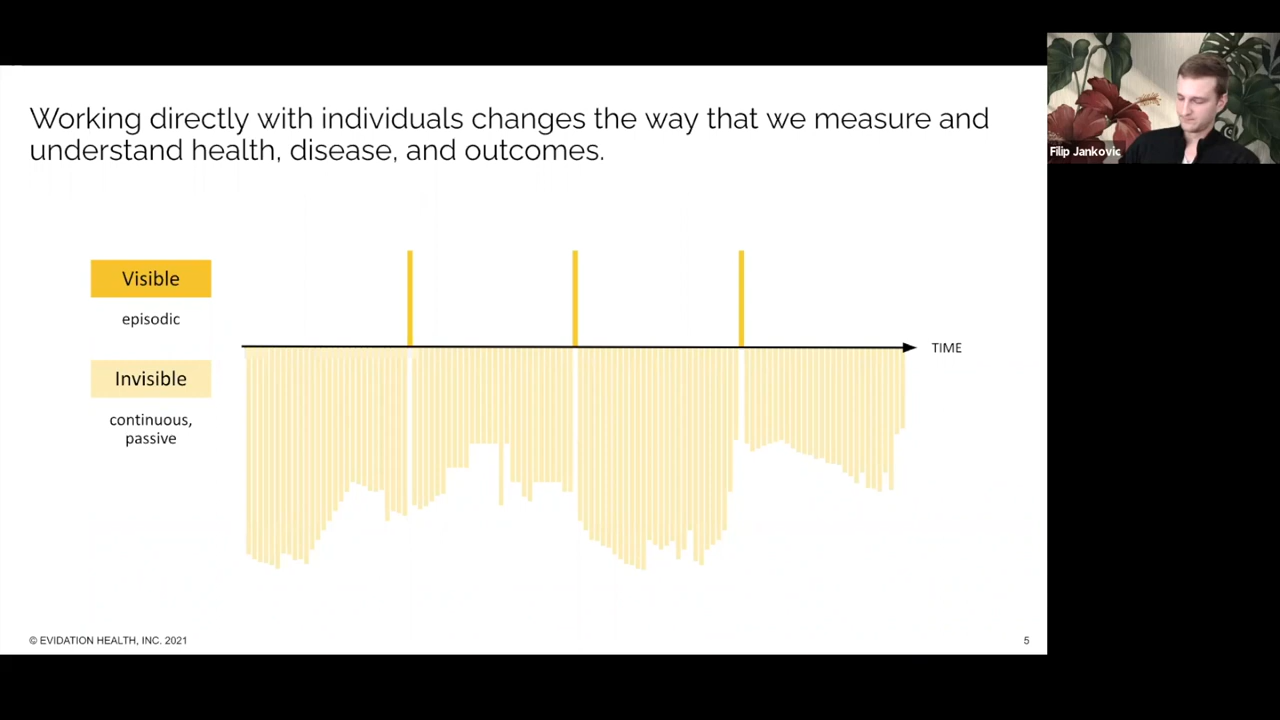 Working directly with individuals changes the way that we measure and
understand health, disease, and outcomes.
Filip Jankovic
Visible
episodic
TIME
Invisible
continuous,
passive
© EVIDATION HEALTH, INC. 2021
5